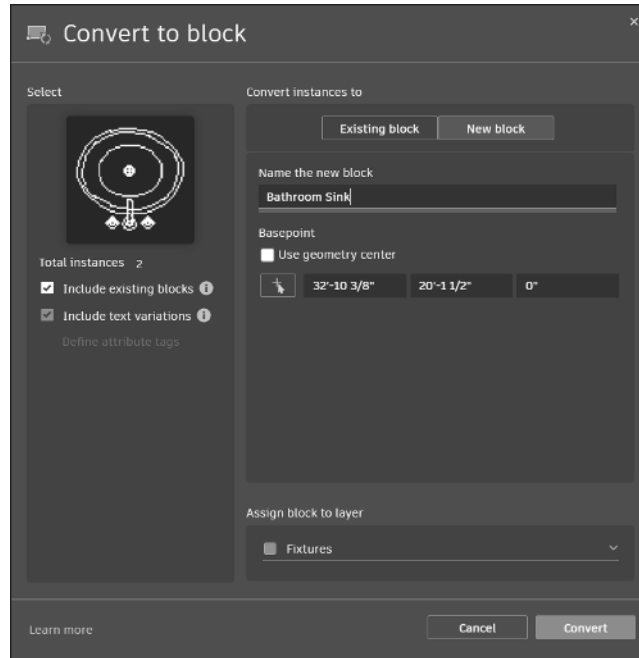 Convert to block
Select
Total instances 2
Include existing blocks
Include text variations
Define attribute tags
Convert instances to
Existing block New block
Name the new block
Bathroom Sink
Basepoint
Use geometry center
32'-10 3/8" 20'-1 1/2" 0"
Assign block to layer
Fixtures
Learn more Cancel Convert